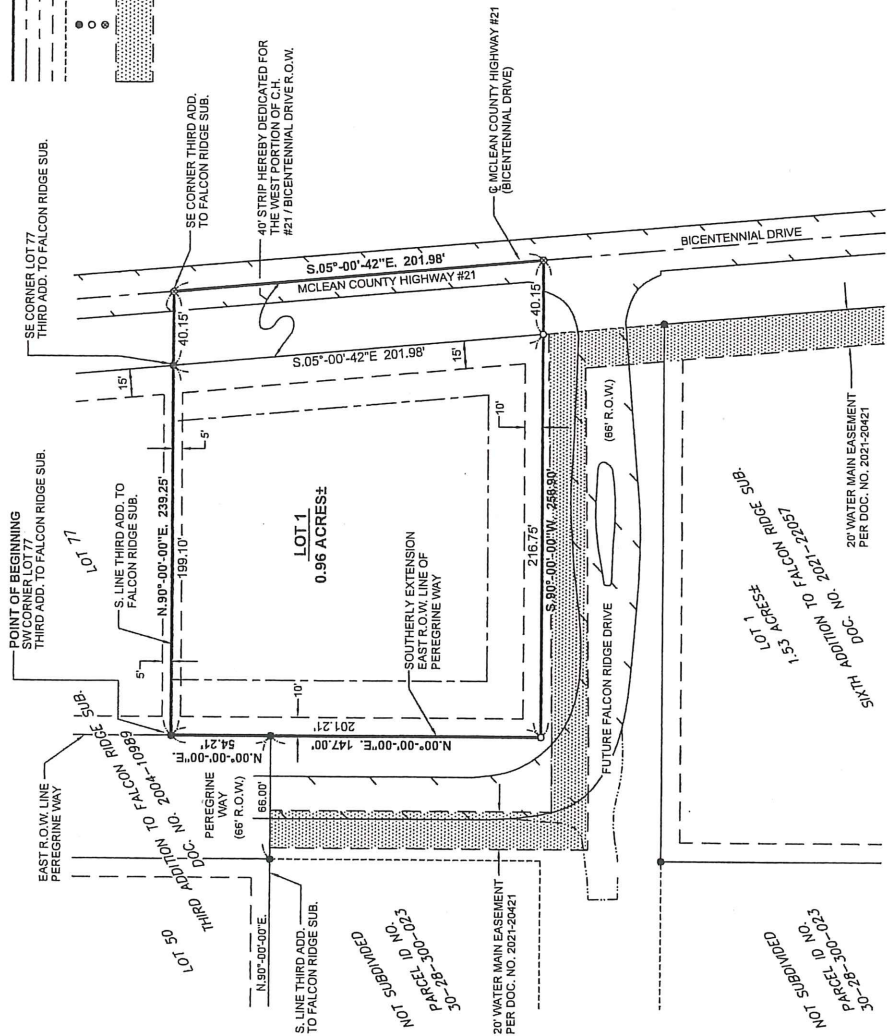 SE CORNER LOT 77
THIRD ADD. TO FALCON RIDGE SUB.
SE CORNER THIRD ADD.
TO FALCON RIDGE SUB.
40' STRIP HEREBY DEDICATED FOR
THE WEST PORTION OF C.H.
#21 / BICENTENNIAL DRIVE R.O.W.
℄ MCLEAN COUNTY HIGHWAY #21
(BICENTENNIAL DRIVE)
POINT OF BEGINNING
SW CORNER LOT 77
THIRD ADD. TO FALCON RIDGE SUB.
LOT 77
S. LINE THIRD ADD. TO
FALCON RIDGE SUB.
N.90°-00'-00"E. 239.25'
199.10'
40.15'
15'
5'
5'
S.05°-00'-42"E. 201.98'
MCLEAN COUNTY HIGHWAY #21
S.05°-00'-42"E 201.98'
15'
40.15'
BICENTENNIAL DRIVE
LOT 1
0.96 ACRES±
10'
10'
SOUTHERLY EXTENSION
EAST R.O.W. LINE OF
PEREGRINE WAY
216.75'
S.90°-00'-00"W. 256.90'
(66' R.O.W.)
FUTURE FALCON RIDGE DRIVE
201.21'
N.00°-00'-00"E. 147.00'
N.00°-00'-00"E.
54.21'
EAST R.O.W. LINE
PEREGRINE WAY
LOT 50
THIRD ADDITION TO FALCON RIDGE SUB.
DOC. NO. 2004-10989
PEREGRINE
WAY
(66' R.O.W.)
66.00'
N.90°-00'-00"E.
S. LINE THIRD ADD.
TO FALCON RIDGE SUB.
NOT SUBDIVIDED
PARCEL ID NO.
30-28-300-023
20' WATER MAIN EASEMENT
PER DOC. NO. 2021-20421
LOT 1
1.53 ACRES±
SIXTH ADDITION TO FALCON RIDGE SUB.
DOC. NO. 2021-22057
20' WATER MAIN EASEMENT
PER DOC. NO. 2021-20421
NOT SUBDIVIDED
PARCEL ID NO.
30-28-300-023